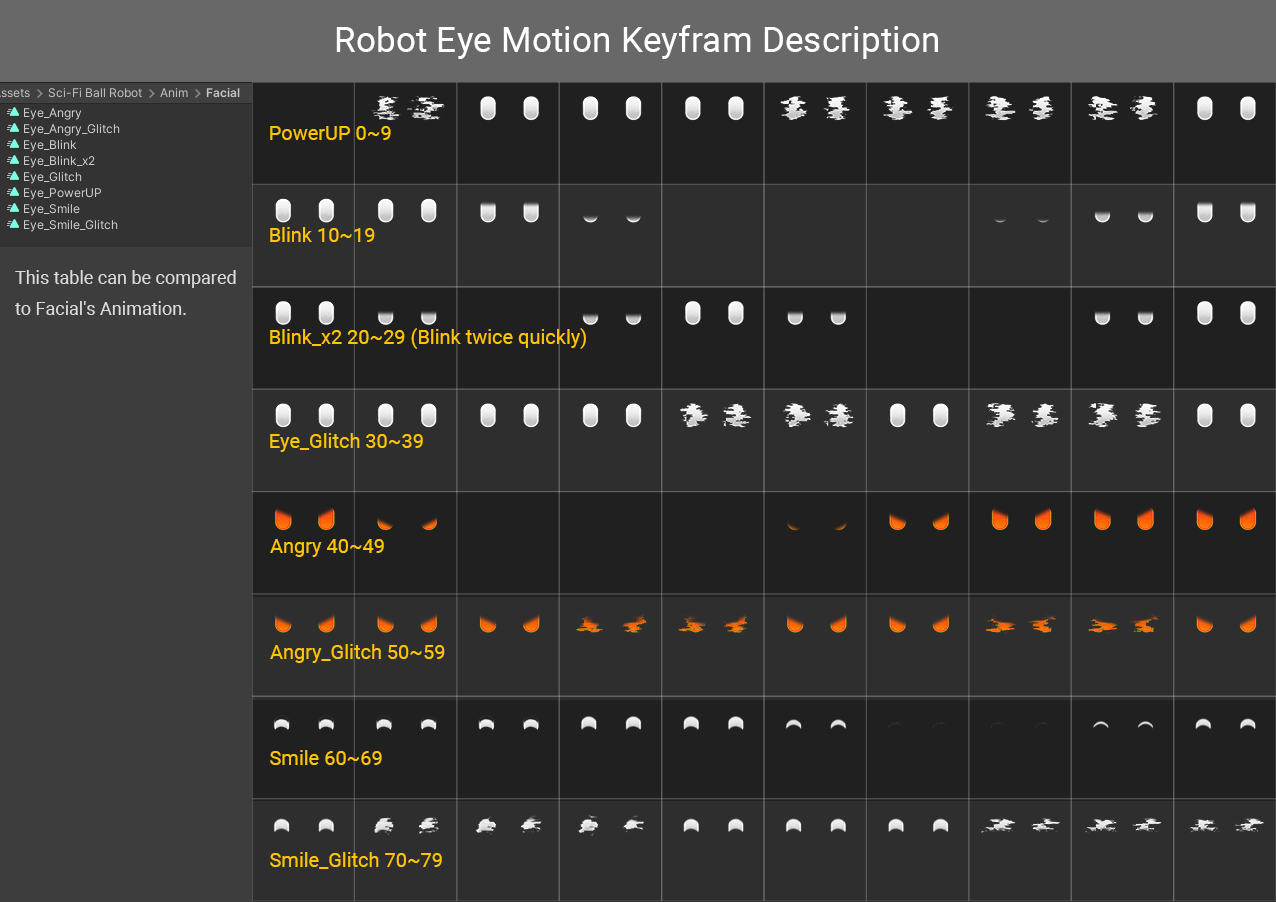 Robot Eye Motion Keyfram Description
ssets > Sci-Fi Ball Robot > Anim > Facial
Eye_Angry
Eye_Angry_Glitch
Eye_Blink
Eye_Blink_x2
Eye_Glitch
Eye_PowerUP
Eye_Smile
Eye_Smile_Glitch
This table can be compared
to Facial's Animation.
PowerUP 0~9
Blink 10~19
Blink_x2 20~29 (Blink twice quickly)
Eye_Glitch 30~39
Angry 40~49
Angry_Glitch 50~59
Smile 60~69
Smile_Glitch 70~79